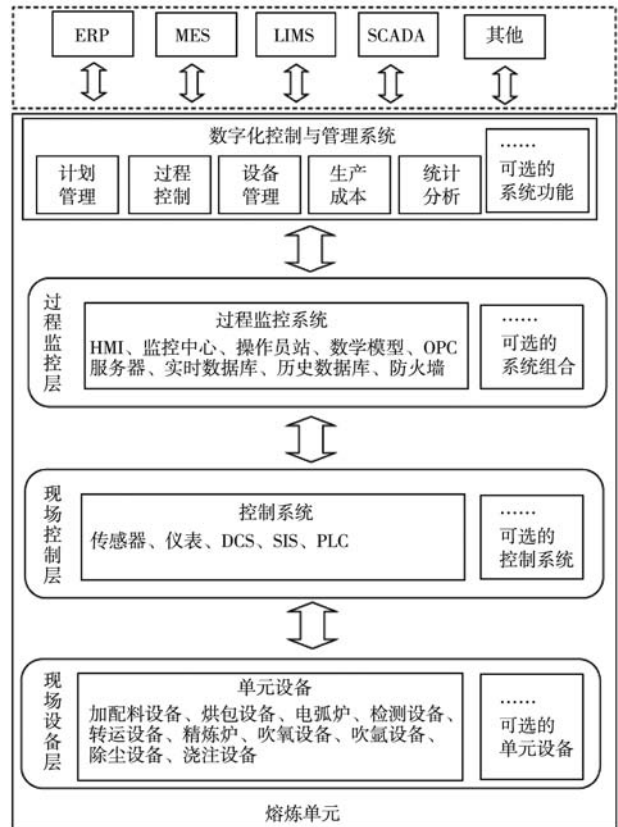 ERP
MES
LIMS
SCADA
其他
数字化控制与管理系统
计划
管理
过程
控制
设备
管理
生产
成本
统计
分析
……
可选的
系统功能
过程监控层
过程监控系统
HMI、监控中心、操作员站、数学模型、OPC
服务器、实时数据库、历史数据库、防火墙
……
可选的
系统组合
现场控制层
控制系统
传感器、仪表、DCS、SIS、PLC
……
可选的
控制系统
现场设备层
单元设备
加配料设备、烘包设备、电弧炉、检测设备、
转运设备、精炼炉、吹氧设备、吹氩设备、
除尘设备、浇注设备
……
可选的
单元设备
熔炼单元